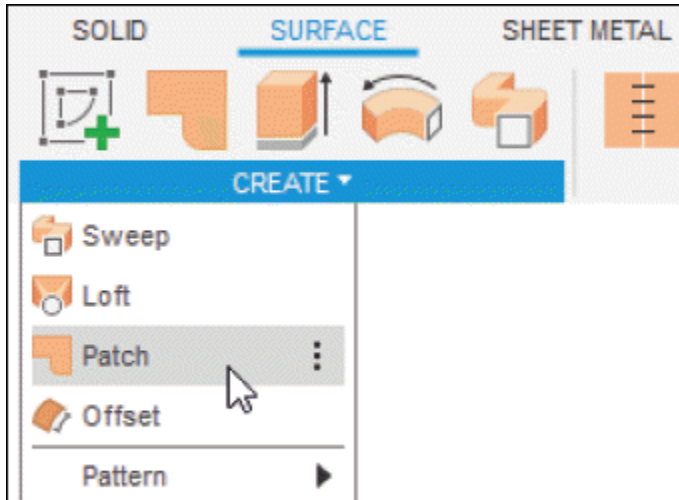 SOLID SURFACE SHEET METAL
CREATE
Sweep
Loft
Patch
Offset
Pattern